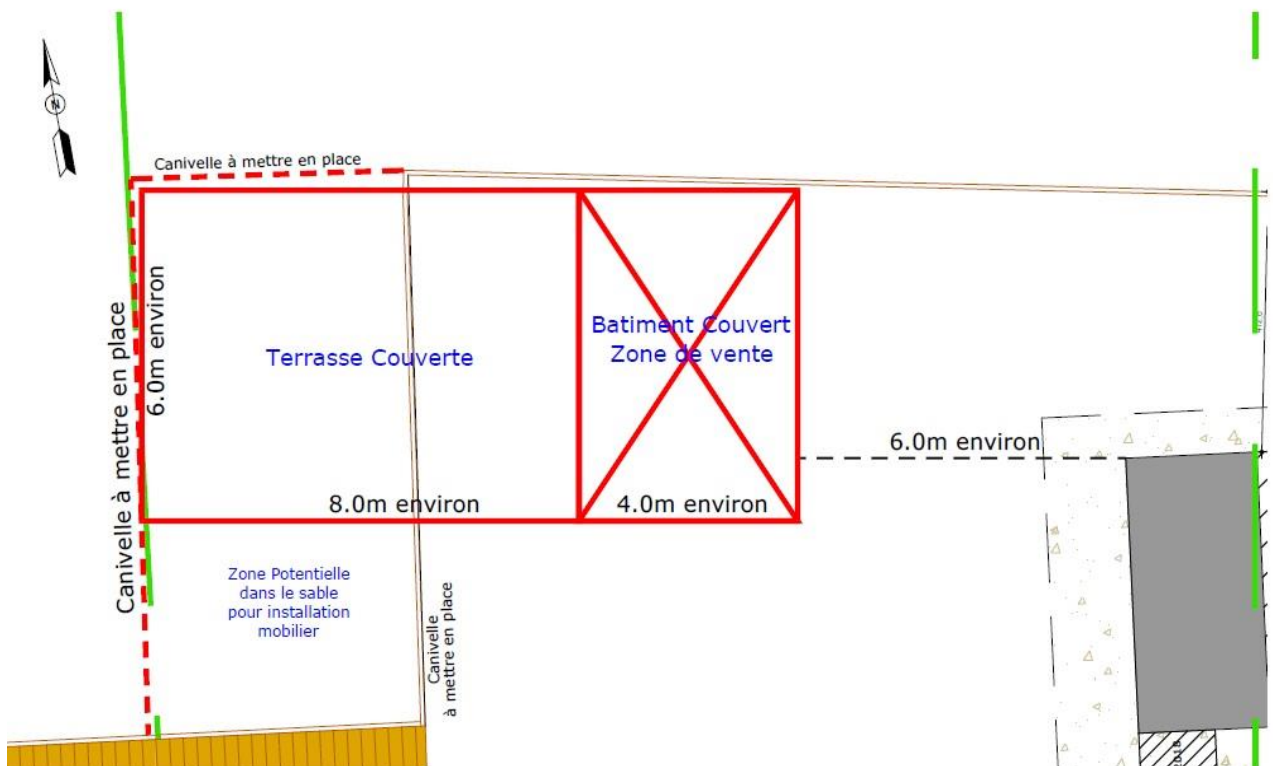 N
Canivelle à mettre en place
Canivelle à mettre en place
6.0m environ
Terrasse Couverte
Batiment Couvert
Zone de vente
8.0m environ
4.0m environ
6.0m environ
Zone Potentielle
dans le sable
pour installation
mobilier
Canivelle
à mettre en place
2018